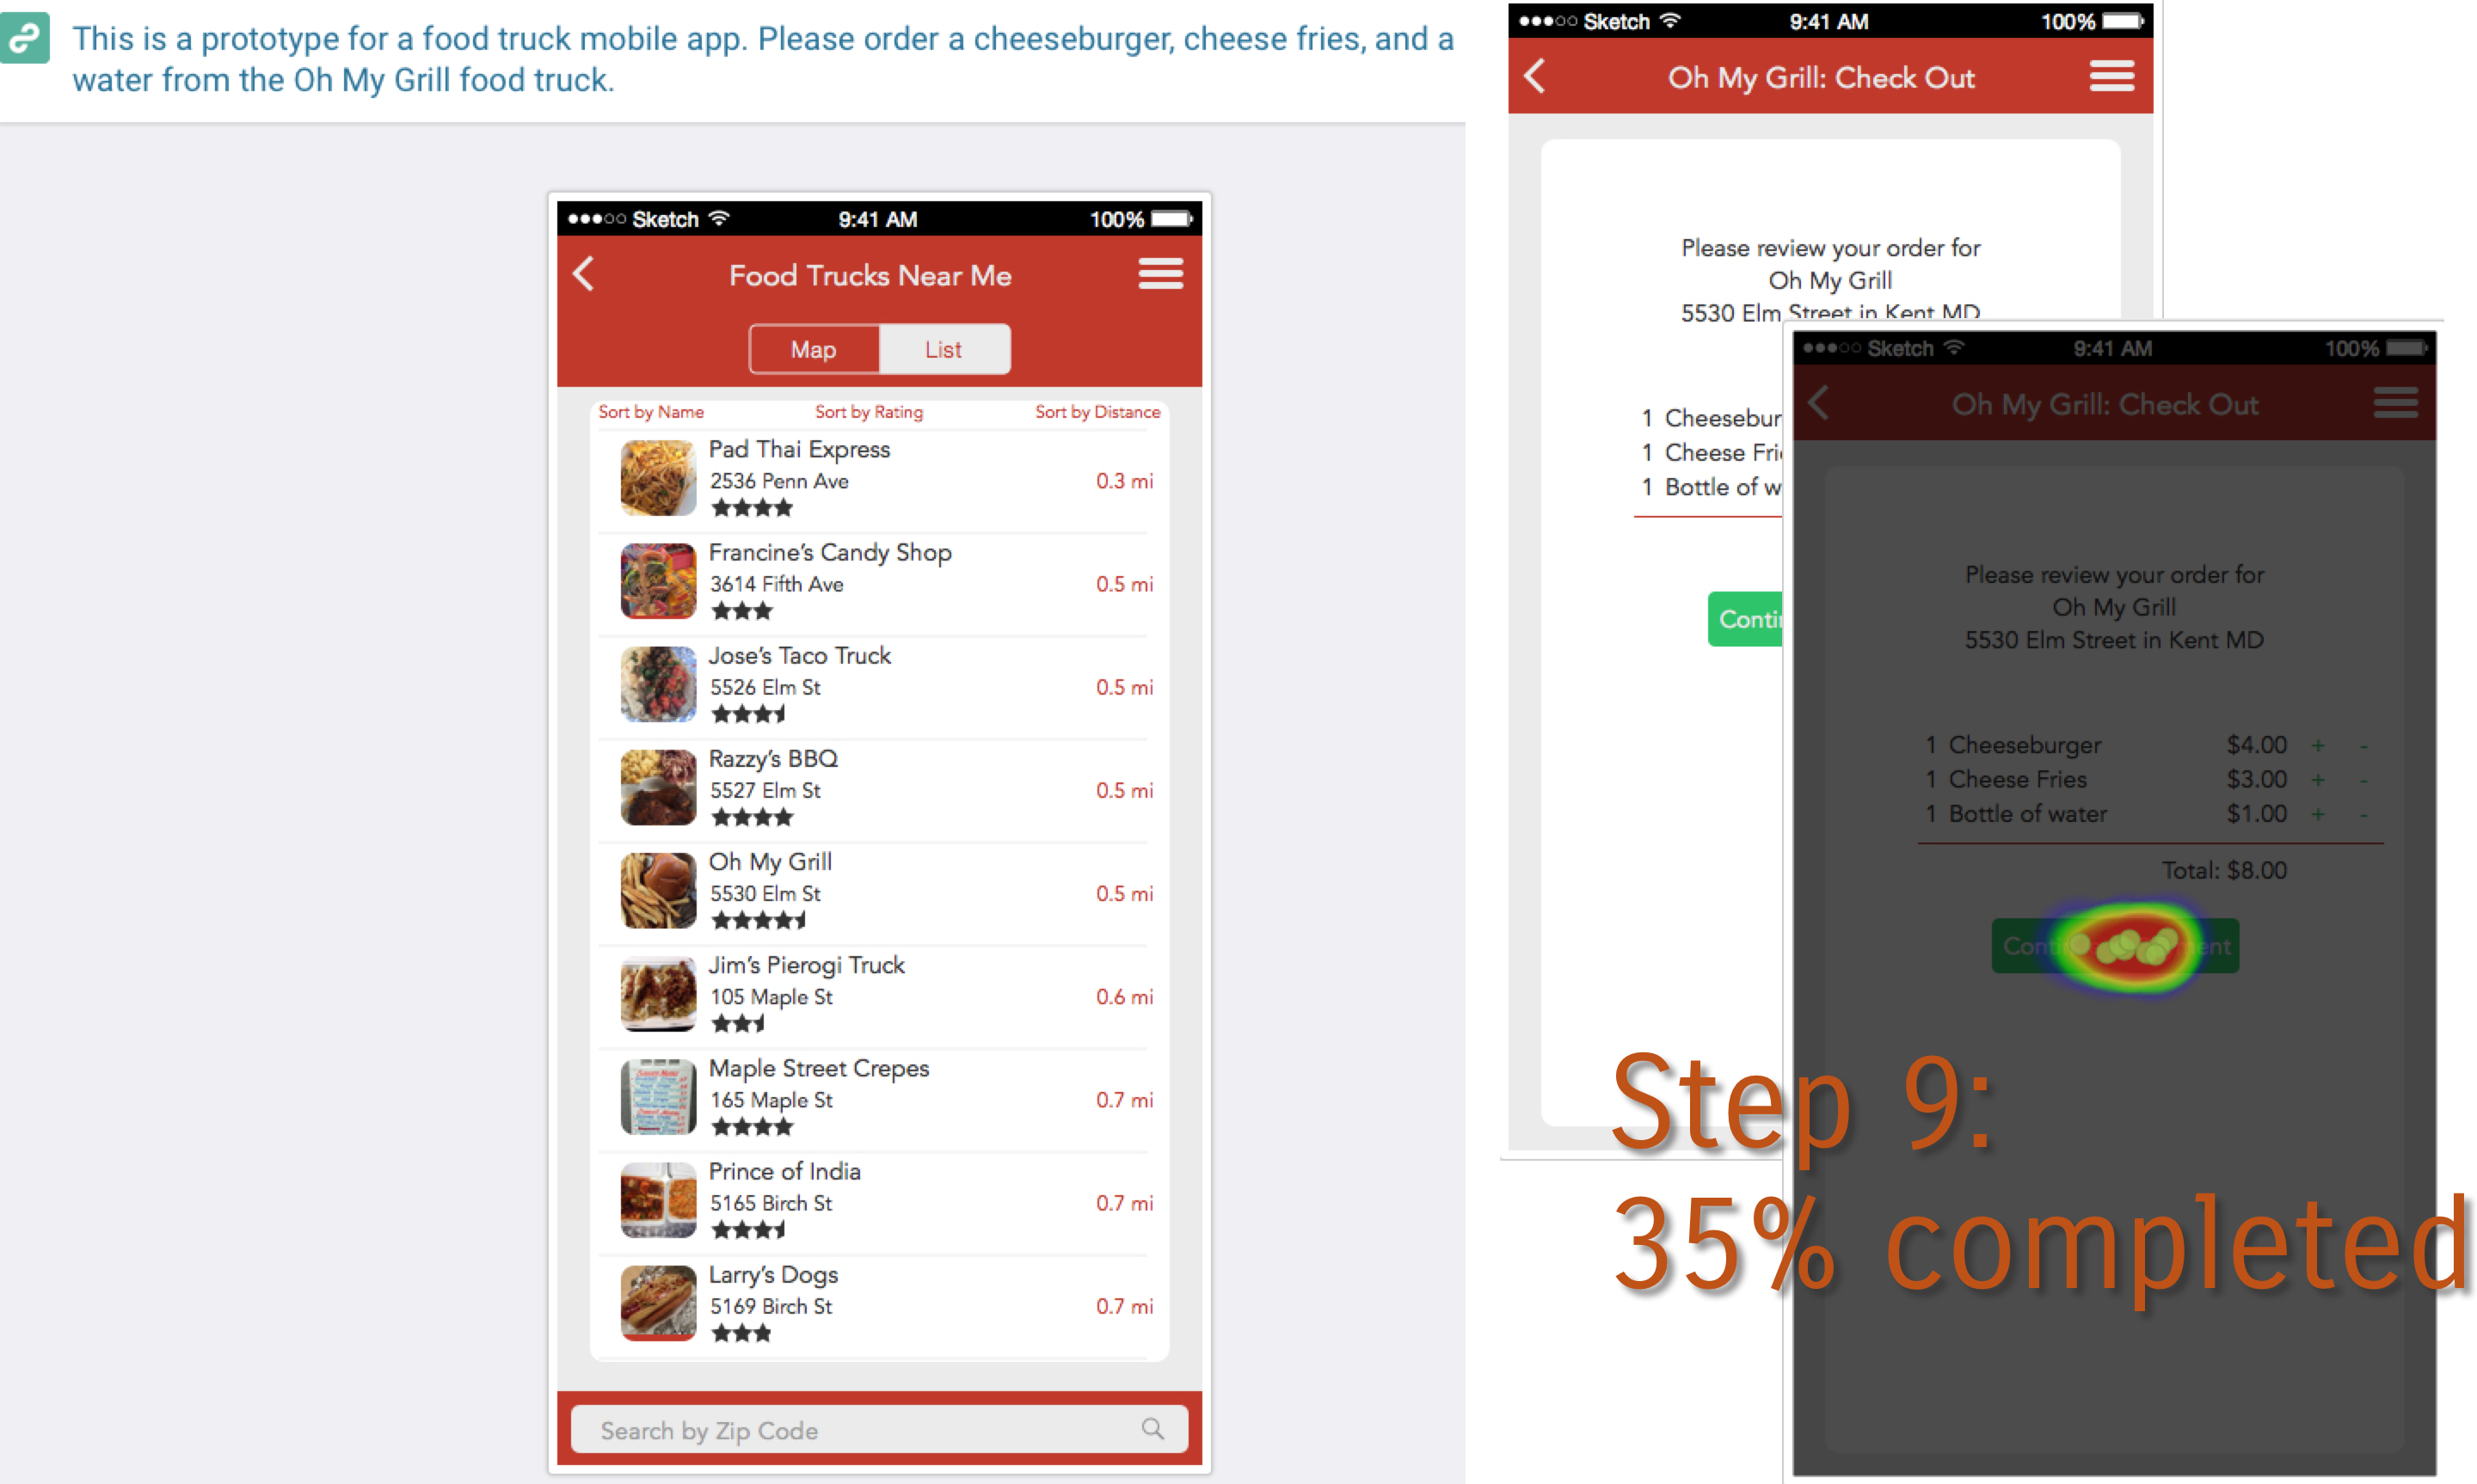 This is a prototype for a food truck mobile app. Please order a cheeseburger, cheese fries, and a
water from the Oh My Grill food truck.
Sketch 9:41 AM 100%
Food Trucks Near Me
Map List
Sort by Name Sort by Rating Sort by Distance
Pad Thai Express
2536 Penn Ave 0.3 mi
Francine's Candy Shop
3614 Fifth Ave 0.5 mi
Jose's Taco Truck
5526 Elm St 0.5 mi
Razzy's BBQ
5527 Elm St 0.5 mi
Oh My Grill
5530 Elm St 0.5 mi
Jim's Pierogi Truck
105 Maple St 0.6 mi
Maple Street Crepes
165 Maple St 0.7 mi
Prince of India
5165 Birch St 0.7 mi
Larry's Dogs
5169 Birch St 0.7 mi
Search by Zip Code
Sketch 9:41 AM 100%
Oh My Grill: Check Out
Please review your order for
Oh My Grill
5530 Elm Street in Kent MD
1 Cheesebur
1 Cheese Fri
1 Bottle of w
Conti
Sketch 9:41 AM 100%
Oh My Grill: Check Out
Please review your order for
Oh My Grill
5530 Elm Street in Kent MD
1 Cheeseburger $4.00 + -
1 Cheese Fries $3.00 + -
1 Bottle of water $1.00 + -
Total: $8.00
Cont ent
Step 9:
35% completed